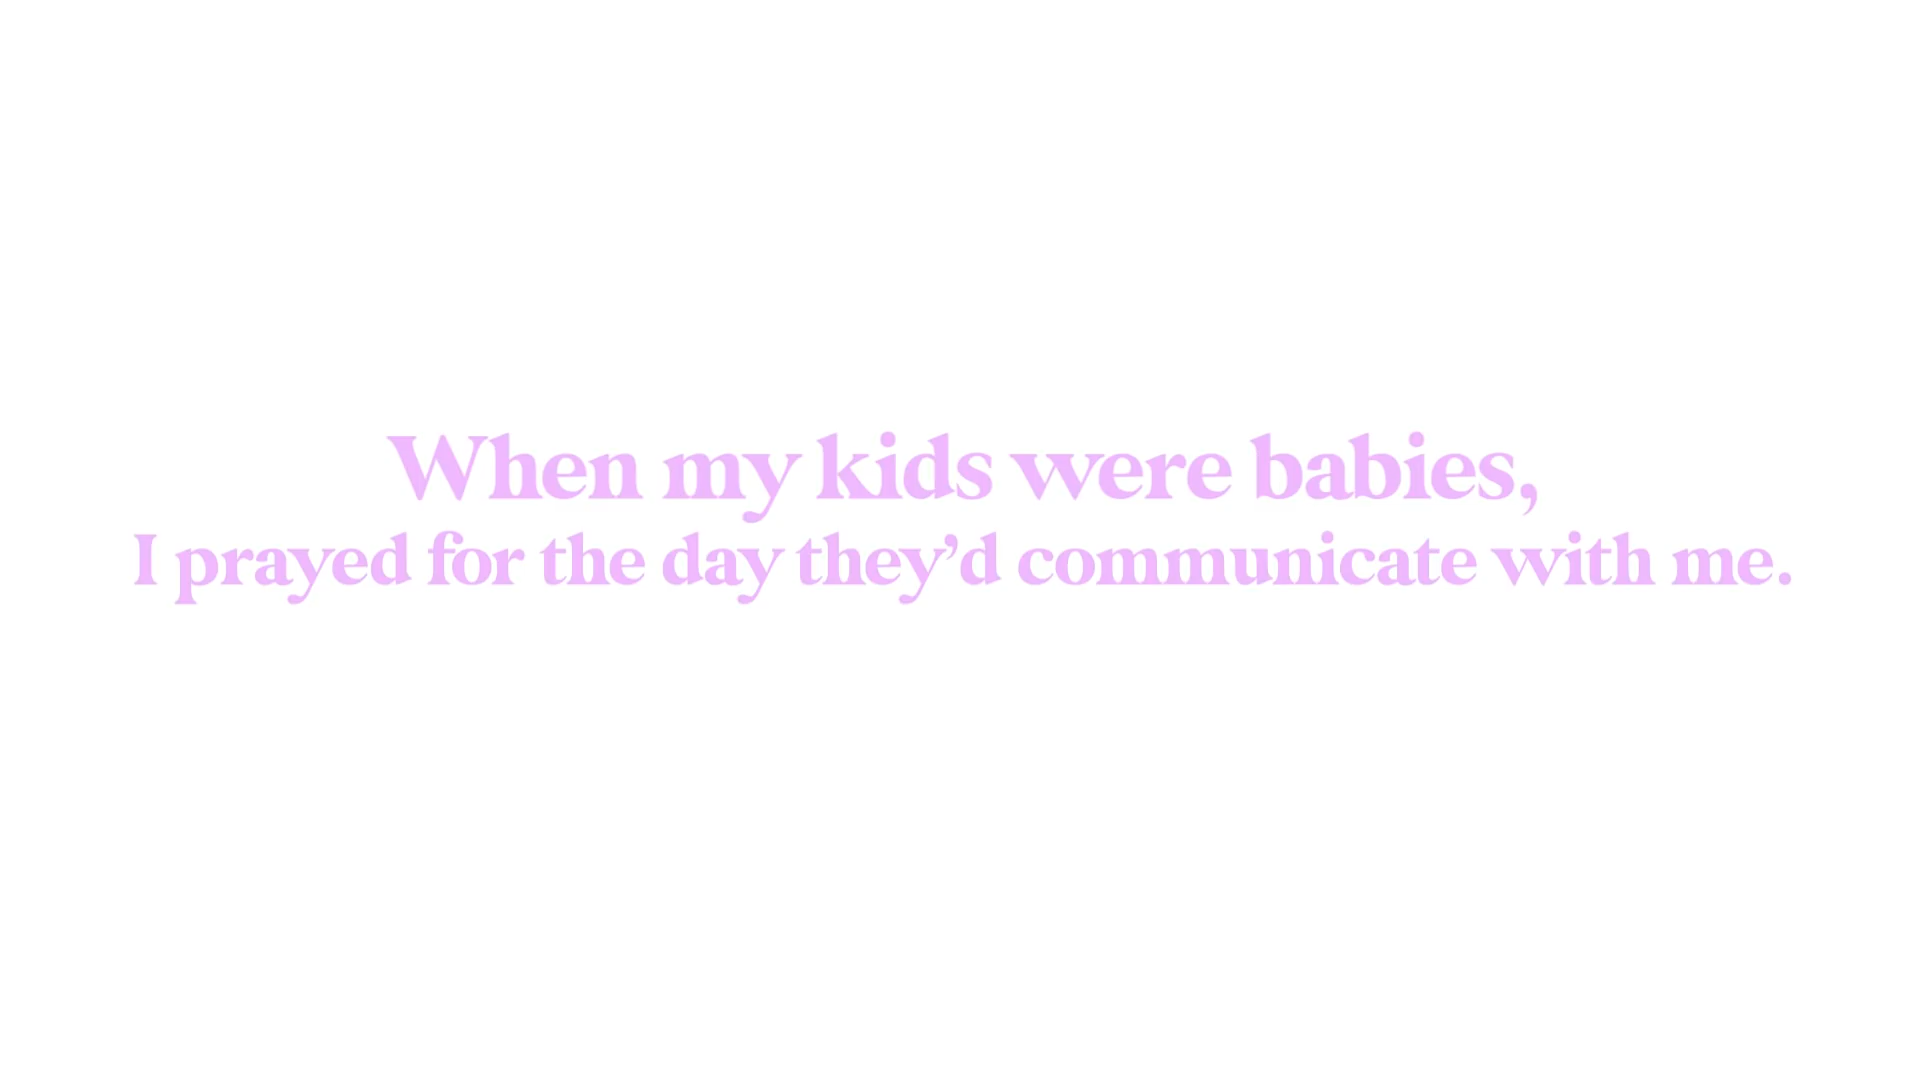 When my kids were babies,
I prayed for the day they’d communicate with me.